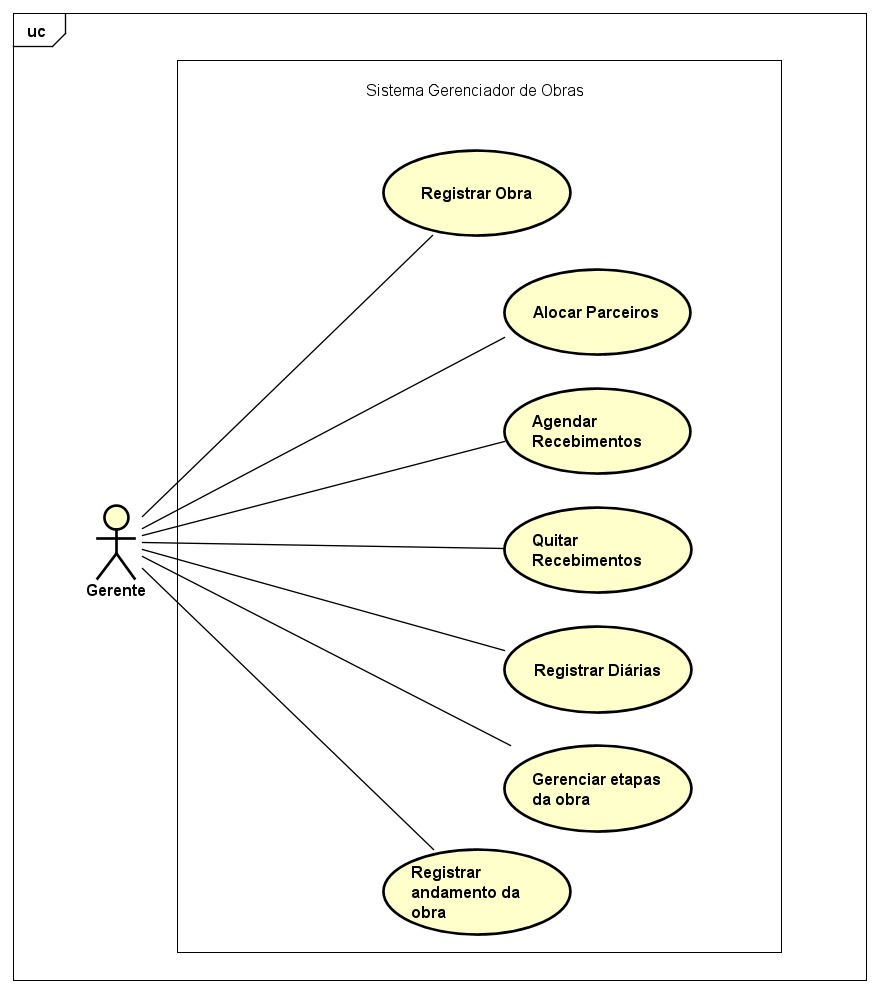 uc
Sistema Gerenciador de Obras
Registrar Obra
Alocar Parceiros
Agendar
Recebimentos
Quitar
Recebimentos
Gerente
Registrar Diárias
Gerenciar etapas
da obra
Registrar
andamento da
obra